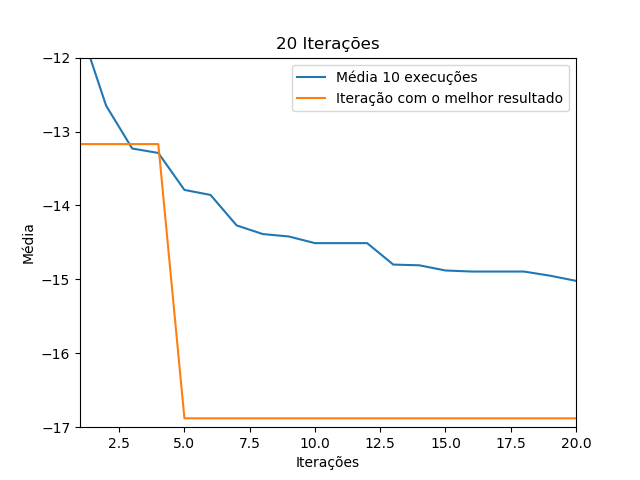 20 Iterações
Média 10 execuções
Iteração com o melhor resultado
Média
−12
−13
−14
−15
−16
−17
2.5 5.0 7.5 10.0 12.5 15.0 17.5 20.0
Iterações